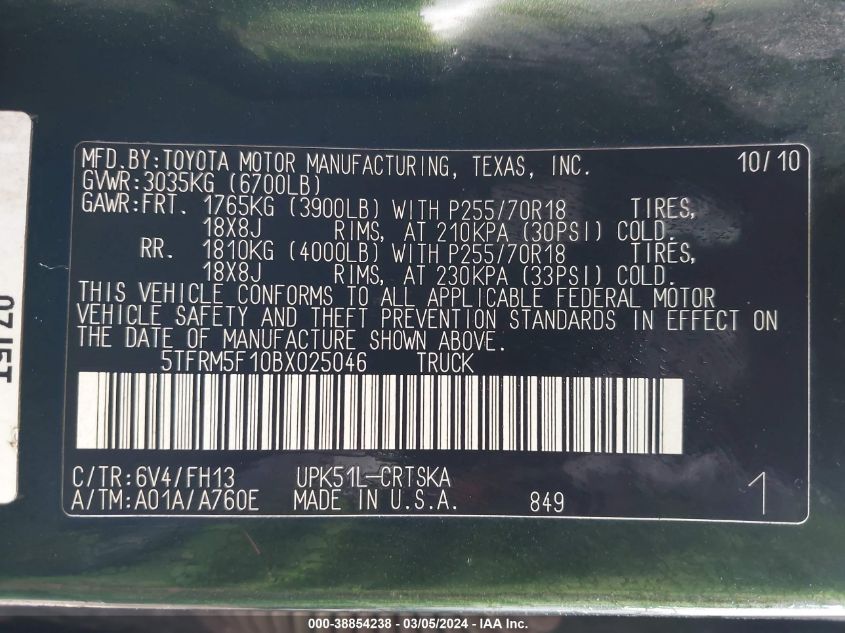 MFD.BY:TOYOTA MOTOR MANUFACTURING, TEXAS, INC. 10/10
GVWR:3035KG (6700LB)
GAWR:FRT. 1765KG (3900LB) WITH P255/70R18 TIRES,
18X8J RIMS, AT 210KPA (30PSI) COLD.
RR. 1810KG (4000LB) WITH P255/70R18 TIRES,
18X8J RIMS, AT 230KPA (33PSI) COLD.
THIS VEHICLE CONFORMS TO ALL APPLICABLE FEDERAL MOTOR
VEHICLE SAFETY AND THEFT PREVENTION STANDARDS IN EFFECT ON
THE DATE OF MANUFACTURE SHOWN ABOVE.
5TFRM5F10BX025046 TRUCK
C/TR:6V4/FH13 UPK51L-CRTSKA
A/TM:A01A/A760E MADE IN U.S.A. 849 1
000-38854238 - 03/05/2024 - IAA Inc.